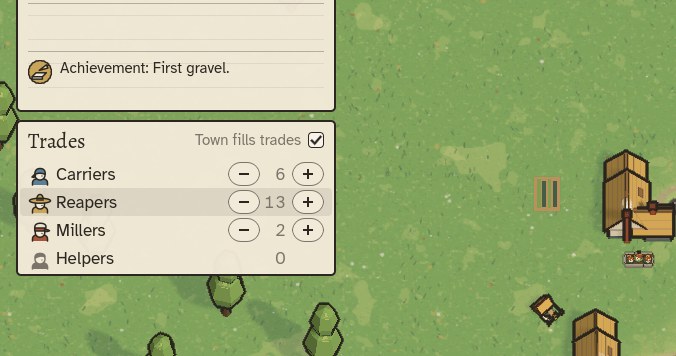 Achievement: First gravel.
Trades Town fills trades
Carriers − 6 +
Reapers − 13 +
Millers − 2 +
Helpers 0